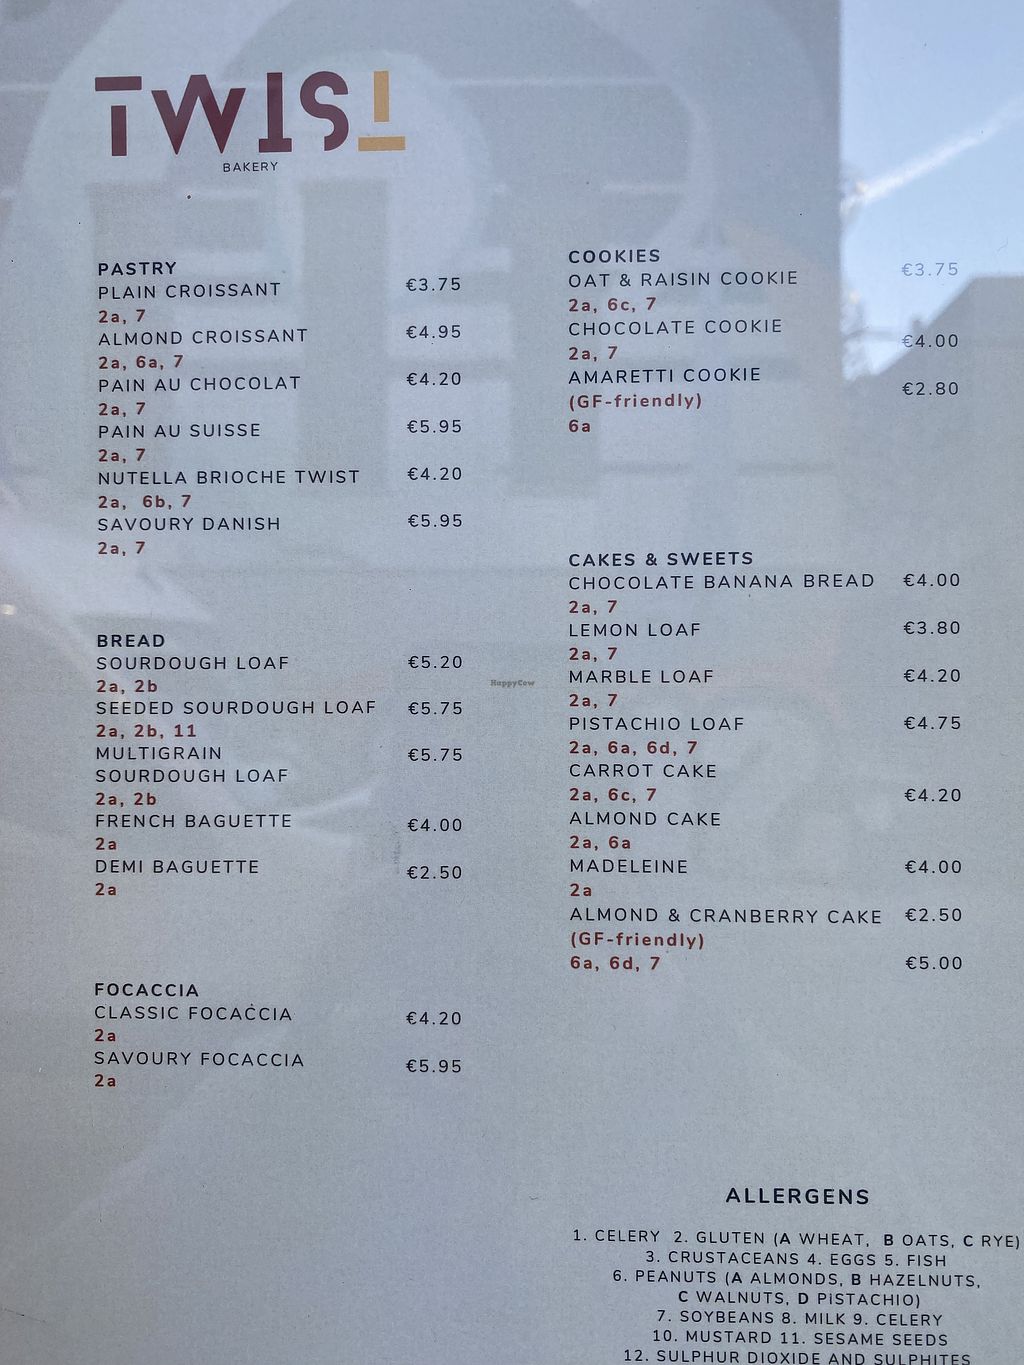 TWIST
BAKERY
PASTRY
PLAIN CROISSANT €3.75
2a, 7
ALMOND CROISSANT €4.95
2a, 6a, 7
PAIN AU CHOCOLAT €4.20
2a, 7
PAIN AU SUISSE €5.95
2a, 7
NUTELLA BRIOCHE TWIST €4.20
2a, 6b, 7
SAVOURY DANISH €5.95
2a, 7
BREAD
SOURDOUGH LOAF €5.20
2a, 2b
SEEDED SOURDOUGH LOAF €5.75
2a, 2b, 11
MULTIGRAIN €5.75
SOURDOUGH LOAF
2a, 2b
FRENCH BAGUETTE €4.00
2a
DEMI BAGUETTE €2.50
2a
FOCACCIA
CLASSIC FOCACCIA €4.20
2a
SAVOURY FOCACCIA €5.95
2a
COOKIES
OAT & RAISIN COOKIE €3.75
2a, 6c, 7
CHOCOLATE COOKIE €4.00
2a, 7
AMARETTI COOKIE €2.80
(GF-friendly)
6a
CAKES & SWEETS
CHOCOLATE BANANA BREAD €4.00
2a, 7
LEMON LOAF €3.80
2a, 7
MARBLE LOAF €4.20
2a, 7
PISTACHIO LOAF €4.75
2a, 6a, 6d, 7
CARROT CAKE
2a, 6c, 7 €4.20
ALMOND CAKE
2a, 6a
MADELEINE €4.00
2a
ALMOND & CRANBERRY CAKE €2.50
(GF-friendly)
6a, 6d, 7 €5.00
ALLERGENS
1. CELERY 2. GLUTEN (A WHEAT, B OATS, C RYE)
3. CRUSTACEANS 4. EGGS 5. FISH
6. PEANUTS (A ALMONDS, B HAZELNUTS,
C WALNUTS, D PISTACHIO)
7. SOYBEANS 8. MILK 9. CELERY
10. MUSTARD 11. SESAME SEEDS
12. SULPHUR DIOXIDE AND SULPHITES
HappyCow